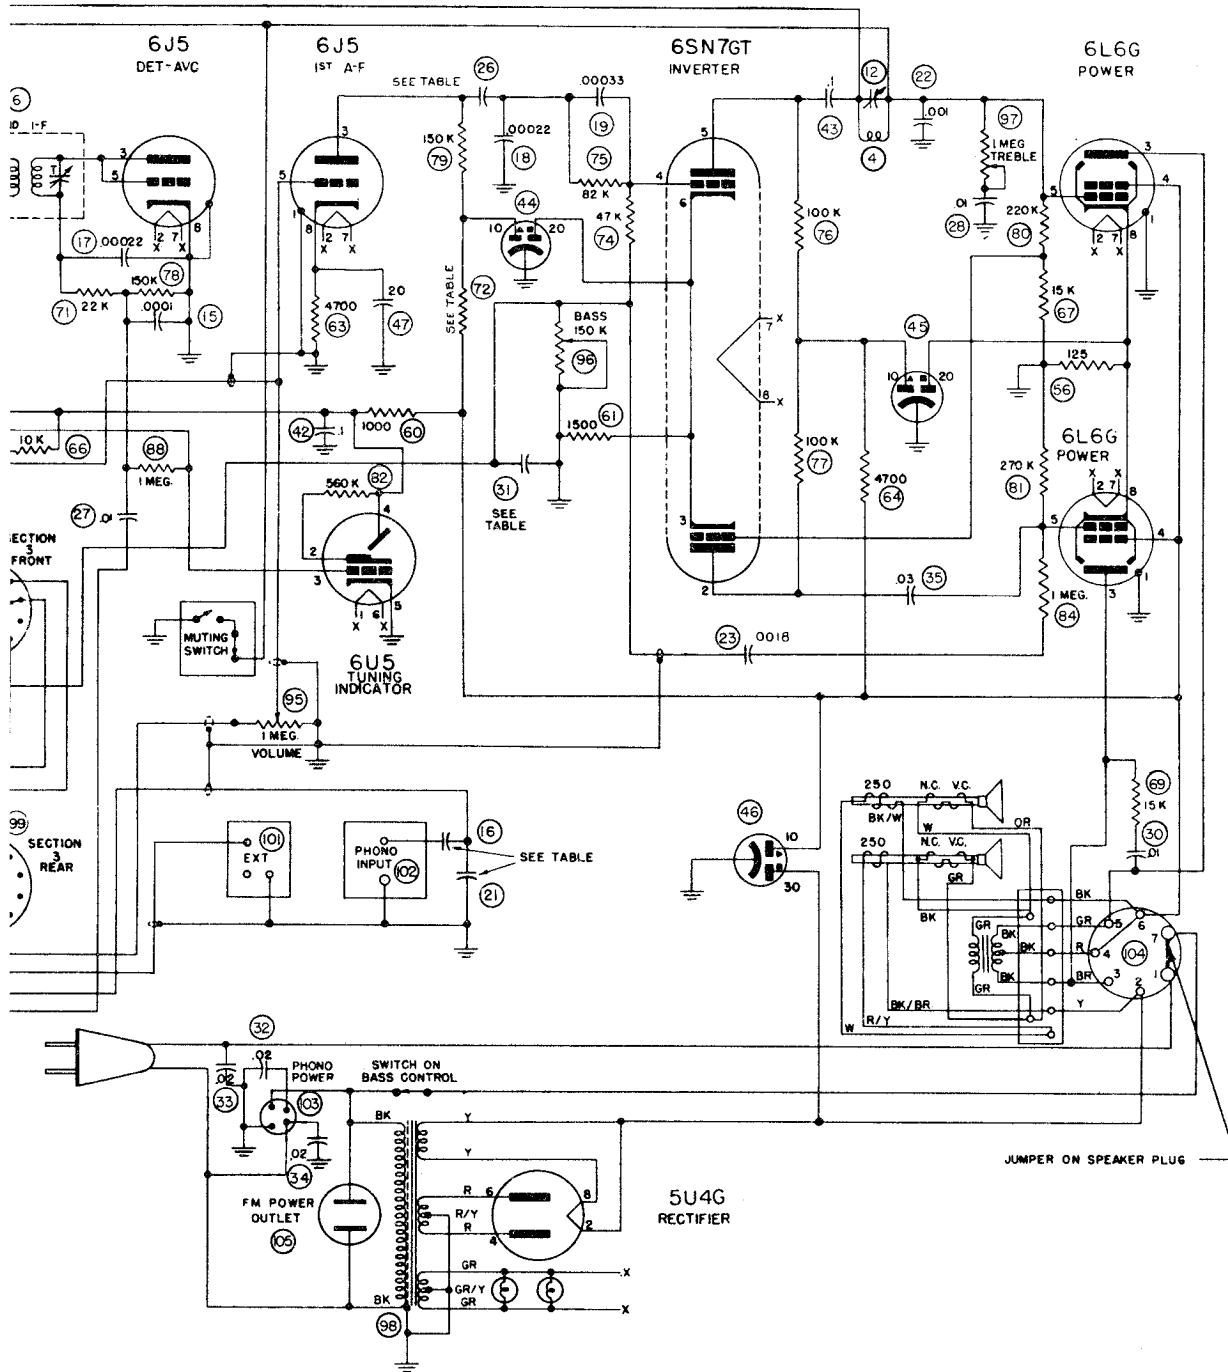 6J5
DET-AVC
6J5
1ST A-F
6SN7GT
INVERTER
6L6G
POWER
6
I-F
T
3
5
8
2
7
X
X
17
.00022
78
150K
71
22 K
.0001
15
3
5
1
8
2
7
X
X
4700
63
20
47
SEE TABLE
26
.00033
19
.00022
18
150 K
79
75
82 K
44
10
20
47 K
74
SEE TABLE
72
BASS
150 K
96
61
1500
5
4
6
7
X
8
X
3
2
.1
43
12
4
22
.001
97
1 MEG
TREBLE
.01
28
100 K
76
100 K
77
45
10
20
4700
64
220 K
80
15 K
67
125
56
270 K
81
1 MEG.
84
3
5
4
2
7
8
1
X
X
6L6G
POWER
X
X
2
7
8
5
4
3
1
.03
35
23
.0018
10 K
66
88
1 MEG.
27
.01
42
.1
1000
60
560 K
82
4
2
3
1
6
5
X
X
6U5
TUNING
INDICATOR
31
SEE
TABLE
SECTION
3
FRONT
MUTING
SWITCH
95
1 MEG.
VOLUME
99
SECTION
3
REAR
101
EXT
PHONO
INPUT
102
16
SEE TABLE
21
46
10
30
250
N.C.
V.C.
BK/W
W
OR
250
N.C.
V.C.
GR
BK
GR
BK
GR
BK
BK/BR
R/Y
W
BK
GR
BK
R
BR
Y
69
15 K
30
.01
5
6
7
4
104
3
2
1
JUMPER ON SPEAKER PLUG
32
.02
.02
33
PHONO
POWER
103
.02
34
SWITCH ON
BASS CONTROL
FM POWER
OUTLET
105
BK
BK
98
Y
Y
R
R/Y
R
GR
GR/Y
GR
6
4
8
2
X
X
5U4G
RECTIFIER